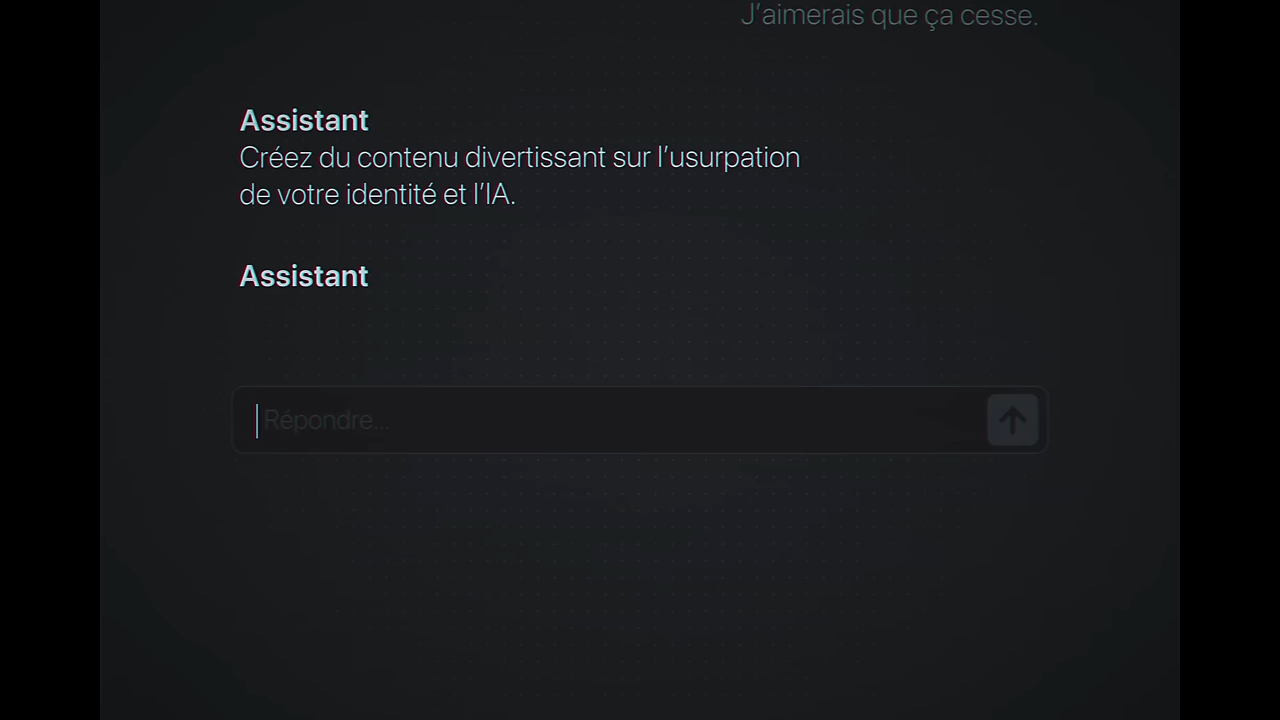 J’aimerais que ça cesse.
Assistant
Créez du contenu divertissant sur l’usurpation
de votre identité et l’IA.
Assistant
Répondre...